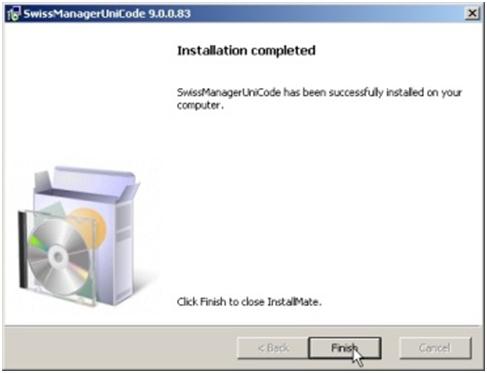 SwissManagerUniCode 9.0.0.83
Installation completed
SwissManagerUniCode has been successfully installed on your
computer.
Click Finish to close InstallMate.
< Back Finish Cancel